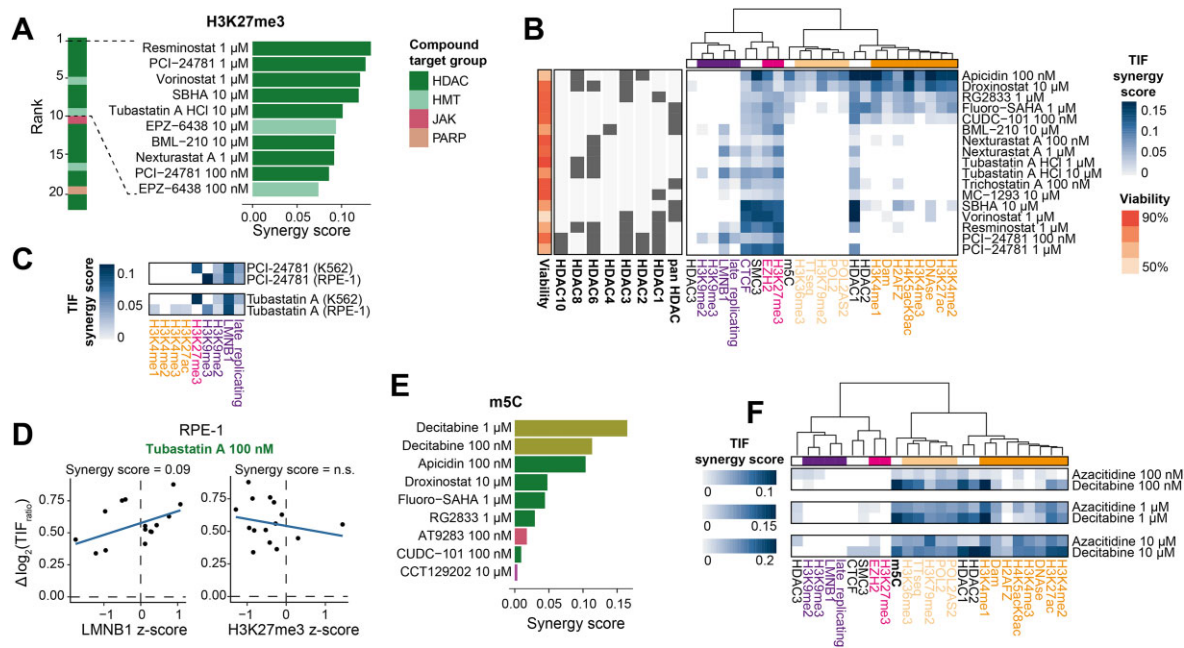 A
H3K27me3
Rank
1
5
10
15
20
Resminostat 1 µM
PCI-24781 1 µM
Vorinostat 1 µM
SBHA 10 µM
Tubastatin A HCl 10 µM
EPZ-6438 10 µM
BML-210 10 µM
Nexturastat A 1 µM
PCI-24781 100 nM
EPZ-6438 100 nM
0.00 0.05 0.10
Synergy score
Compound
target group
HDAC
HMT
JAK
PARP
B
Apicidin 100 nM
Droxinostat 10 µM
RG2833 1 µM
Fluoro-SAHA 1 µM
CUDC-101 100 nM
BML-210 10 µM
Nexturastat A 100 nM
Nexturastat A 1 µM
Tubastatin A HCl 1 µM
Tubastatin A HCl 10 µM
Trichostatin A 100 nM
MC-1293 10 µM
SBHA 10 µM
Vorinostat 1 µM
Resminostat 1 µM
PCI-24781 100 nM
PCI-24781 1 µM
Viability
HDAC10
HDAC8
HDAC6
HDAC4
HDAC3
HDAC2
HDAC1
pan HDAC
HDAC3
H3K9me2
H3K9me3
LMNB1
late_replicating
CTCF
SMC3
EZH2
H3K27me3
m5C
H3K36me3
TTseq
H3K79me2
POL2
POL2AS2
HDAC1
HDAC2
H3K4me1
Dam
H2AFZ
H4K5acK8ac
H3K4me3
DNAse
H3K27ac
H3K4me2
TIF
synergy
score
0.15
0.10
0.05
0
Viability
90%
50%
C
TIF
synergy score
0.1
0.05
0
PCI-24781 (K562)
PCI-24781 (RPE-1)
Tubastatin A (K562)
Tubastatin A (RPE-1)
H3K4me1
H3K4me2
H3K4me3
H3K27ac
H3K27me3
H3K9me3
H3K9me2
LMNB1
late_replicating
D
RPE-1
Tubastatin A 100 nM
Synergy score = 0.09
Synergy score = n.s.
Δlog2(TIFratio)
0.75
0.50
0.25
0.00
−1 0 1
LMNB1 z-score
0.75
0.50
0.25
0.00
−1 0 1
H3K27me3 z-score
E
m5C
Decitabine 1 µM
Decitabine 100 nM
Apicidin 100 nM
Droxinostat 10 µM
Fluoro-SAHA 1 µM
RG2833 1 µM
AT9283 100 nM
CUDC-101 100 nM
CCT129202 10 µM
0.00 0.05 0.10 0.15
Synergy score
F
TIF
synergy score
0 0.1
0 0.15
0 0.2
Azacitidine 100 nM
Decitabine 100 nM
Azacitidine 1 µM
Decitabine 1 µM
Azacitidine 10 µM
Decitabine 10 µM
HDAC3
H3K9me2
H3K9me3
LMNB1
late_replicating
CTCF
SMC3
EZH2
H3K27me3
m5C
H3K36me3
TTseq
H3K79me2
POL2
POL2AS2
HDAC1
HDAC2
H3K4me1
Dam
H2AFZ
H4K5acK8ac
H3K4me3
DNAse
H3K27ac
H3K4me2